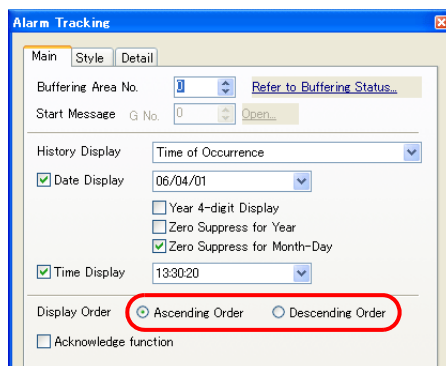 Alarm Tracking
Main Style Detail
Buffering Area No. 0 Refer to Buffering Status...
Start Message G No. 0 Open...
History Display Time of Occurrence
Date Display 06/04/01
Year 4-digit Display
Zero Suppress for Year
Zero Suppress for Month-Day
Time Display 13:30:20
Display Order Ascending Order Descending Order
Acknowledge function